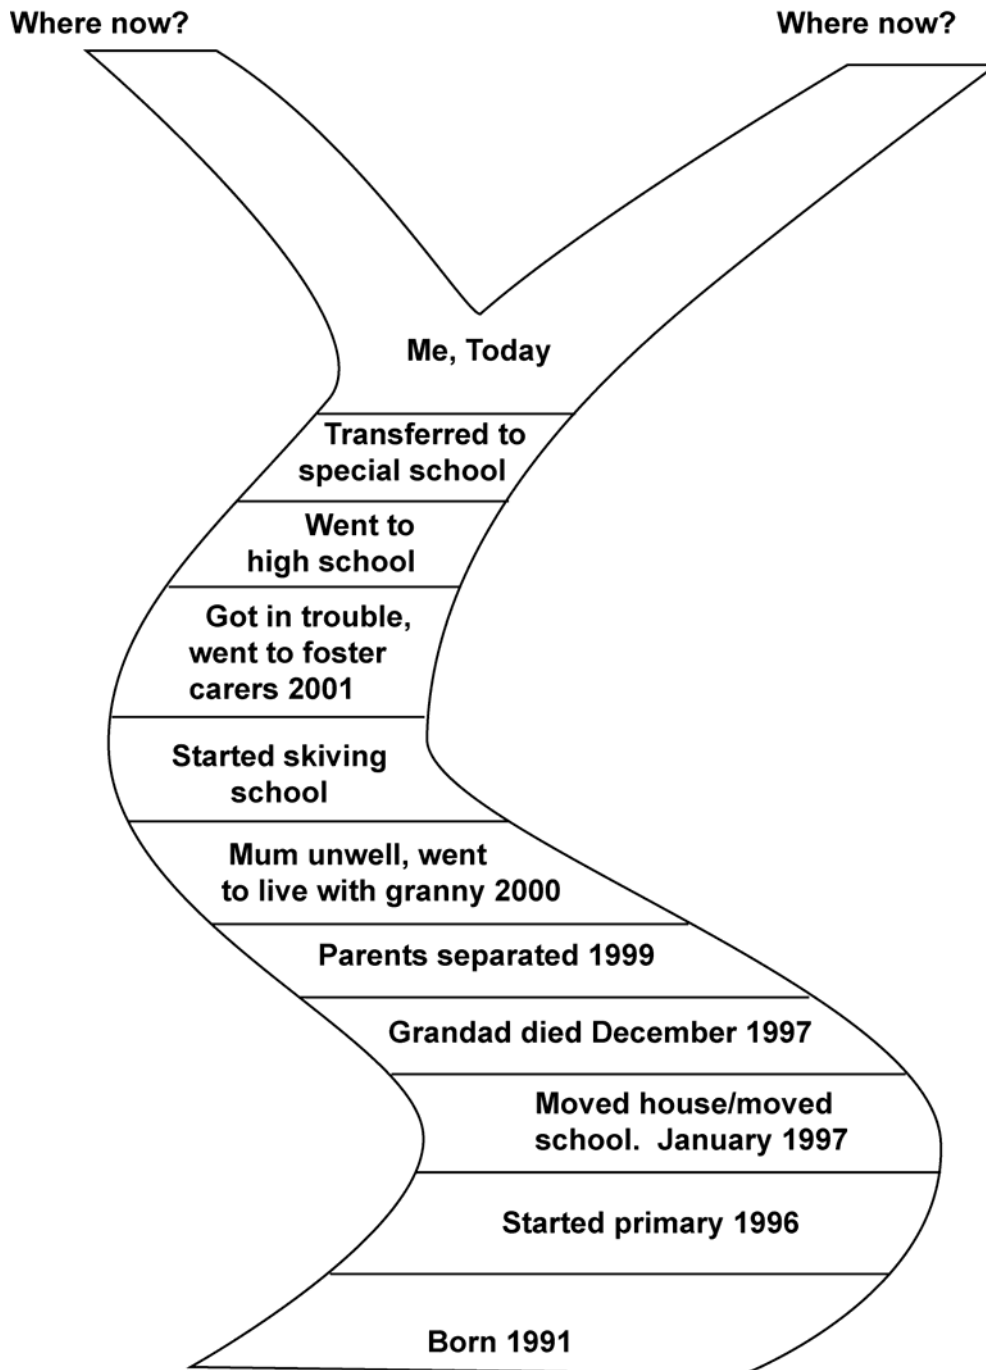 Where now?
Where now?
Me, Today
Transferred to
special school
Went to
high school
Got in trouble,
went to foster
carers 2001
Started skiving
school
Mum unwell, went
to live with granny 2000
Parents separated 1999
Grandad died December 1997
Moved house/moved
school.  January 1997
Started primary 1996
Born 1991